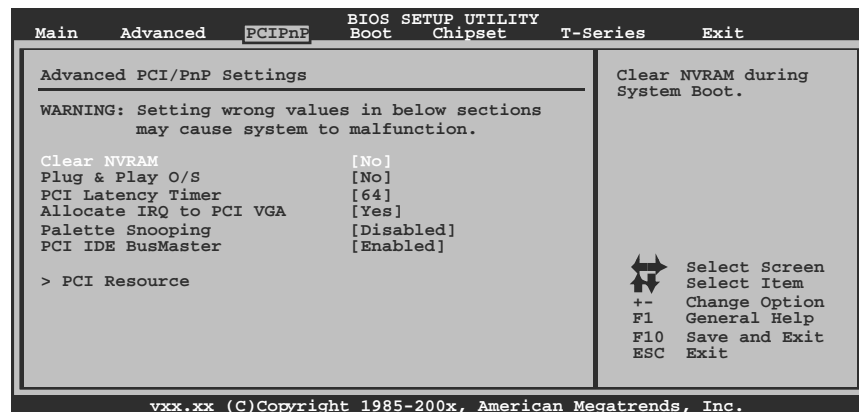 BIOS SETUP UTILITY
Main Advanced PCIPnP Boot Chipset T-Series Exit
Advanced PCI/PnP Settings
WARNING: Setting wrong values in below sections
may cause system to malfunction.
Clear NVRAM [No]
Plug & Play O/S [No]
PCI Latency Timer [64]
Allocate IRQ to PCI VGA [Yes]
Palette Snooping [Disabled]
PCI IDE BusMaster [Enabled]
> PCI Resource
Clear NVRAM during
System Boot.
Select Screen
Select Item
+- Change Option
F1 General Help
F10 Save and Exit
ESC Exit
vxx.xx (C)Copyright 1985-200x, American Megatrends, Inc.